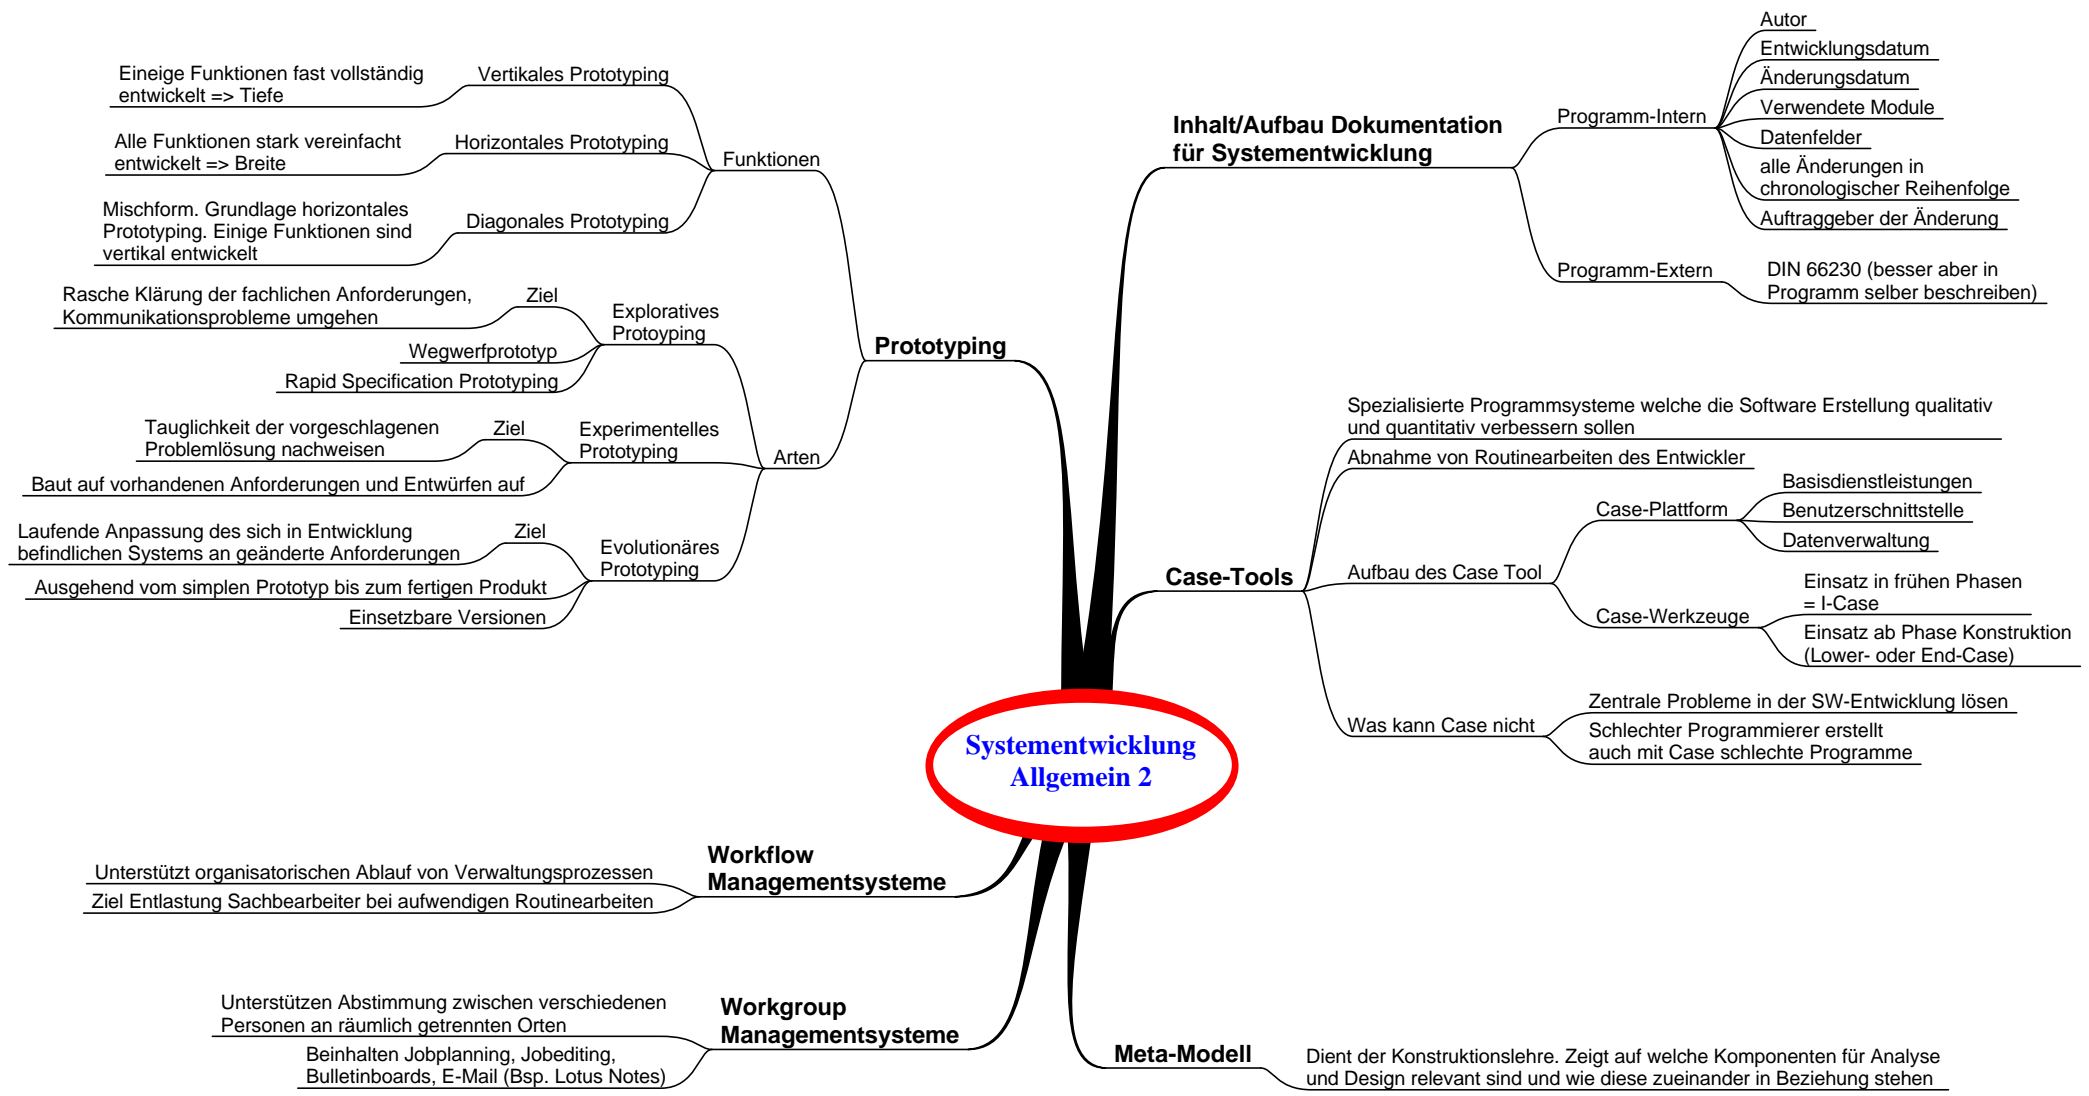 Systementwicklung
Allgemein 2
Inhalt/Aufbau Dokumentation
für Systementwicklung
Programm-Intern
Autor
Entwicklungsdatum
Änderungsdatum
Verwendete Module
Datenfelder
alle Änderungen in
chronologischer Reihenfolge
Auftraggeber der Änderung
Programm-Extern
DIN 66230 (besser aber in
Programm selber beschreiben)
Case-Tools
Spezialisierte Programmsysteme welche die Software Erstellung qualitativ
und quantitativ verbessern sollen
Abnahme von Routinearbeiten des Entwickler
Aufbau des Case Tool
Case-Plattform
Basisdienstleistungen
Benutzerschnittstelle
Datenverwaltung
Case-Werkzeuge
Einsatz in frühen Phasen
= I-Case
Einsatz ab Phase Konstruktion
(Lower- oder End-Case)
Was kann Case nicht
Zentrale Probleme in der SW-Entwicklung lösen
Schlechter Programmierer erstellt
auch mit Case schlechte Programme
Meta-Modell
Dient der Konstruktionslehre. Zeigt auf welche Komponenten für Analyse
und Design relevant sind und wie diese zueinander in Beziehung stehen
Prototyping
Funktionen
Vertikales Prototyping
Eineige Funktionen fast vollständig
entwickelt => Tiefe
Horizontales Prototyping
Alle Funktionen stark vereinfacht
entwickelt => Breite
Diagonales Prototyping
Mischform. Grundlage horizontales
Prototyping. Einige Funktionen sind
vertikal entwickelt
Arten
Exploratives
Protoyping
Ziel
Rasche Klärung der fachlichen Anforderungen,
Kommunikationsprobleme umgehen
Wegwerfprototyp
Rapid Specification Prototyping
Experimentelles
Prototyping
Ziel
Tauglichkeit der vorgeschlagenen
Problemlösung nachweisen
Baut auf vorhandenen Anforderungen und Entwürfen auf
Evolutionäres
Prototyping
Ziel
Laufende Anpassung des sich in Entwicklung
befindlichen Systems an geänderte Anforderungen
Ausgehend vom simplen Prototyp bis zum fertigen Produkt
Einsetzbare Versionen
Workflow
Managementsysteme
Unterstützt organisatorischen Ablauf von Verwaltungsprozessen
Ziel Entlastung Sachbearbeiter bei aufwendigen Routinearbeiten
Workgroup
Managementsysteme
Unterstützen Abstimmung zwischen verschiedenen
Personen an räumlich getrennten Orten
Beinhalten Jobplanning, Jobediting,
Bulletinboards, E-Mail (Bsp. Lotus Notes)